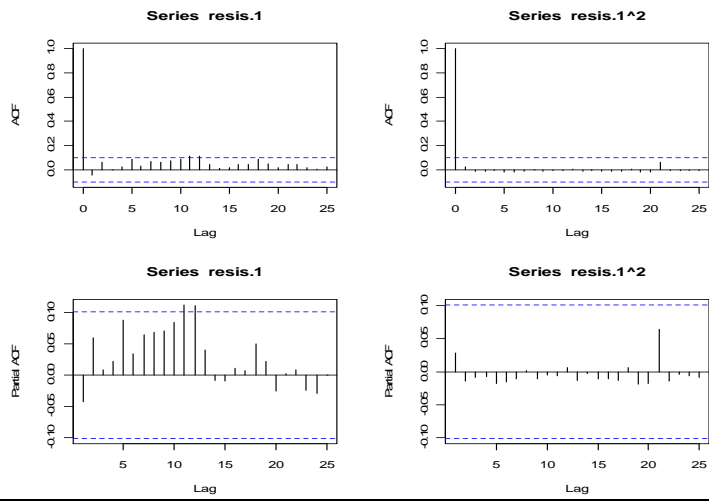 Series resis.1
ACF
0.0 0.2 0.4 0.6 0.8 1.0
0 5 10 15 20 25
Lag
Series resis.1^2
ACF
0.0 0.2 0.4 0.6 0.8 1.0
0 5 10 15 20 25
Lag
Series resis.1
Partial ACF
-0.10 -0.05 0.00 0.05 0.10
5 10 15 20 25
Lag
Series resis.1^2
Partial ACF
-0.10 -0.05 0.00 0.05 0.10
5 10 15 20 25
Lag